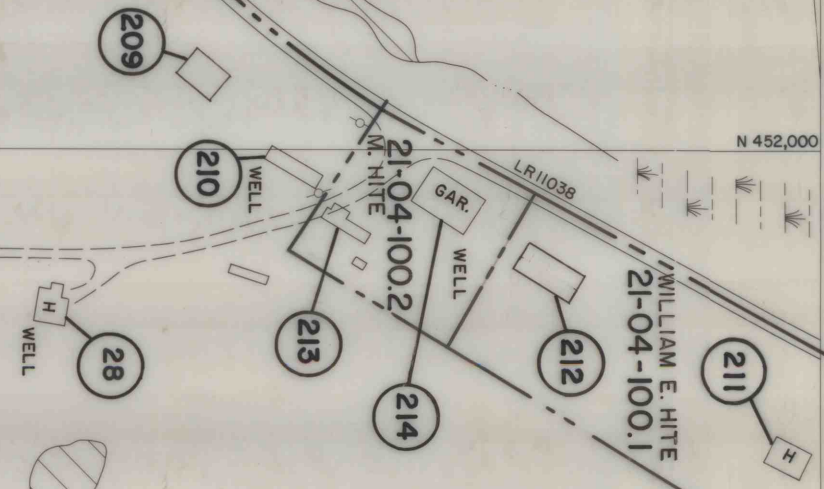 209
N 452,000
210
WELL
M. HITE
21-04-100.2
GAR.
LR11038
WELL
WILLIAM E. HITE
21-04-100.1
H
WELL
28
213
214
212
211
H